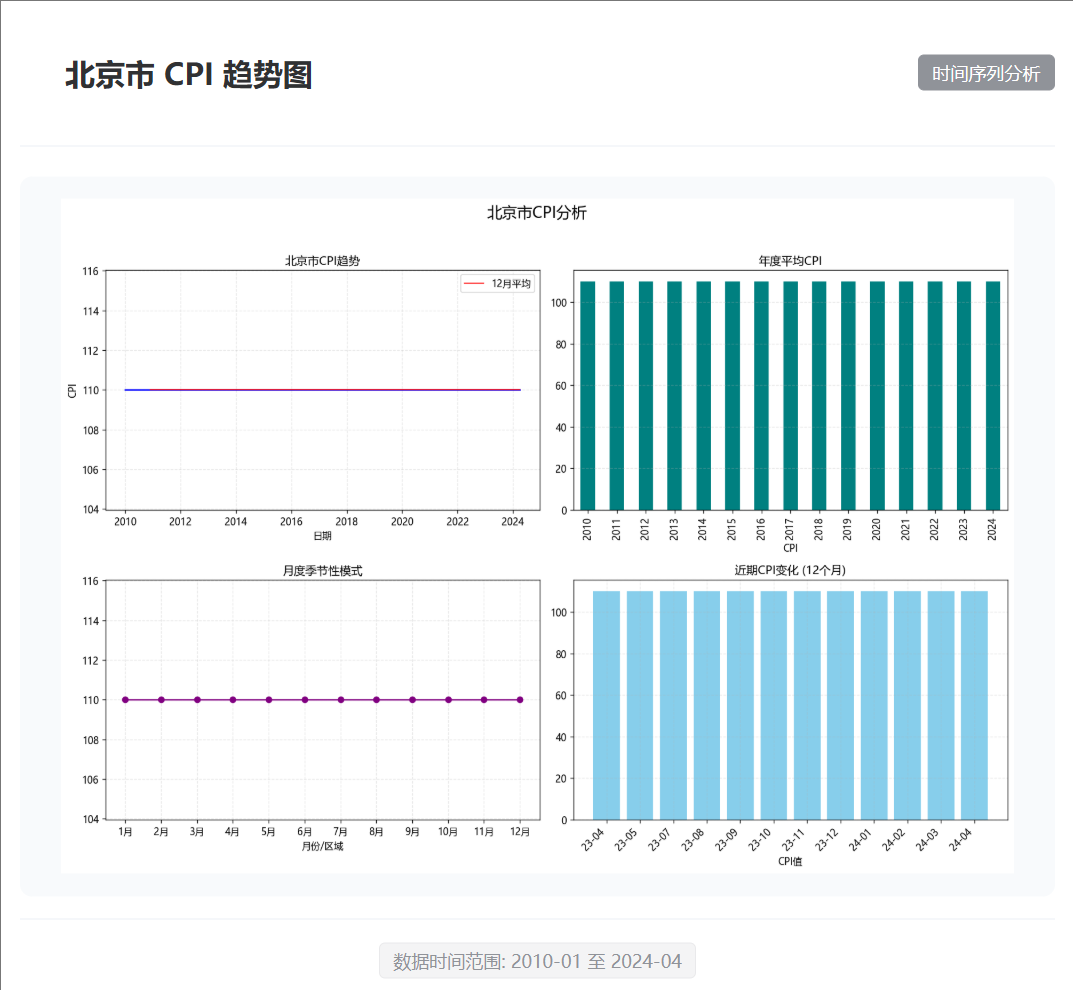 北京市 CPI 趋势图
时间序列分析
北京市CPI分析
北京市CPI趋势
12月平均
CPI
116
114
112
110
108
106
104
2010 2012 2014 2016 2018 2020 2022 2024
日期
年度平均CPI
100
80
60
40
20
0
2010 2011 2012 2013 2014 2015 2016 2017 2018 2019 2020 2021 2022 2023 2024
CPI
月度季节性模式
116
114
112
110
108
106
104
1月 2月 3月 4月 5月 6月 7月 8月 9月 10月 11月 12月
月份/区域
近期CPI变化 (12个月)
100
80
60
40
20
0
23-04 23-05 23-07 23-08 23-09 23-10 23-11 23-12 24-01 24-02 24-03 24-04
CPI值
数据时间范围: 2010-01 至 2024-04